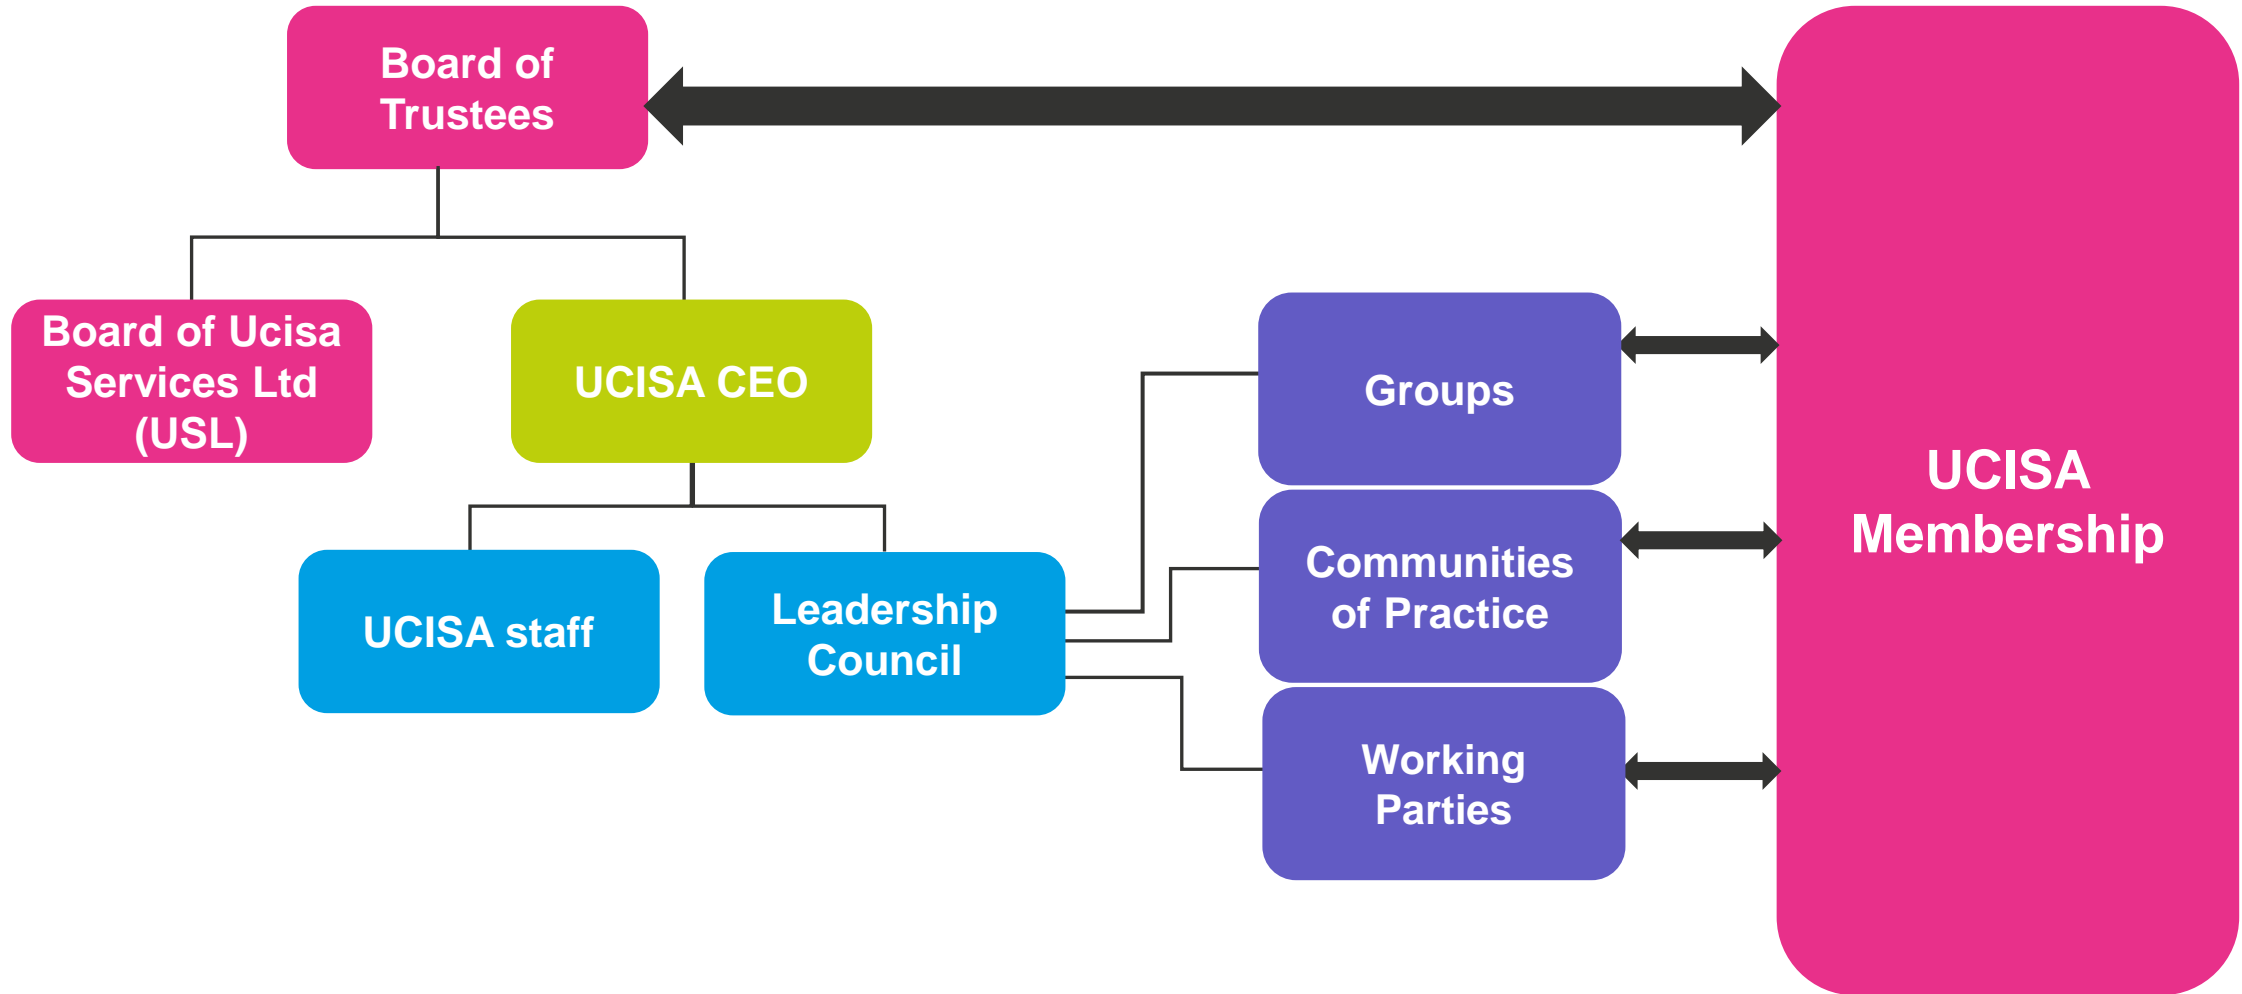 Board of
Trustees
Board of Ucisa
Services Ltd
(USL)
UCISA CEO
UCISA staff
Leadership
Council
Groups
Communities
of Practice
Working
Parties
UCISA
Membership